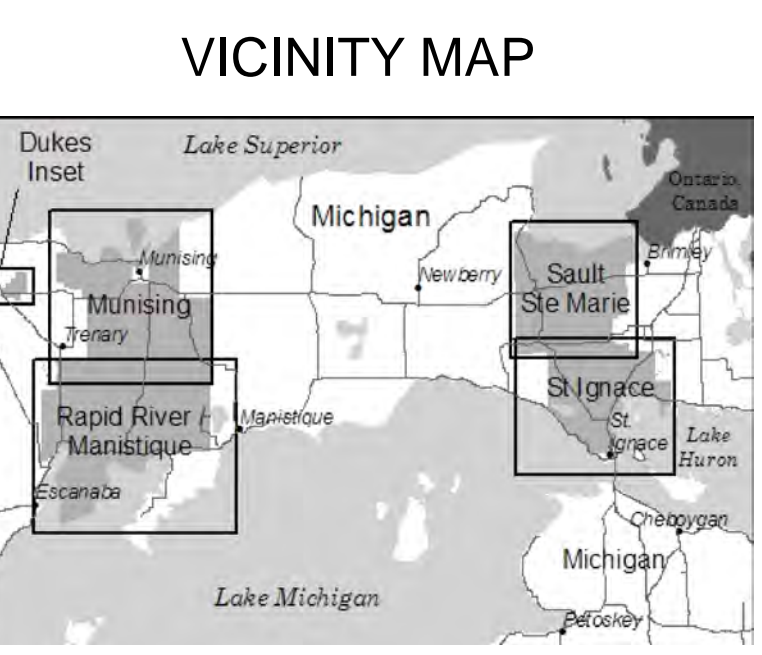 VICINITY MAP
Dukes
Inset
Lake Superior
Ontario,
Canada
Michigan
Munising
Brimley
Newberry
Sault
Ste Marie
Munising
Trenary
St Ignace
Rapid River /
Manistique
Manistique
St.
Ignace
Lake
Huron
Escanaba
Cheboygan
Michigan
Lake Michigan
Petoskey